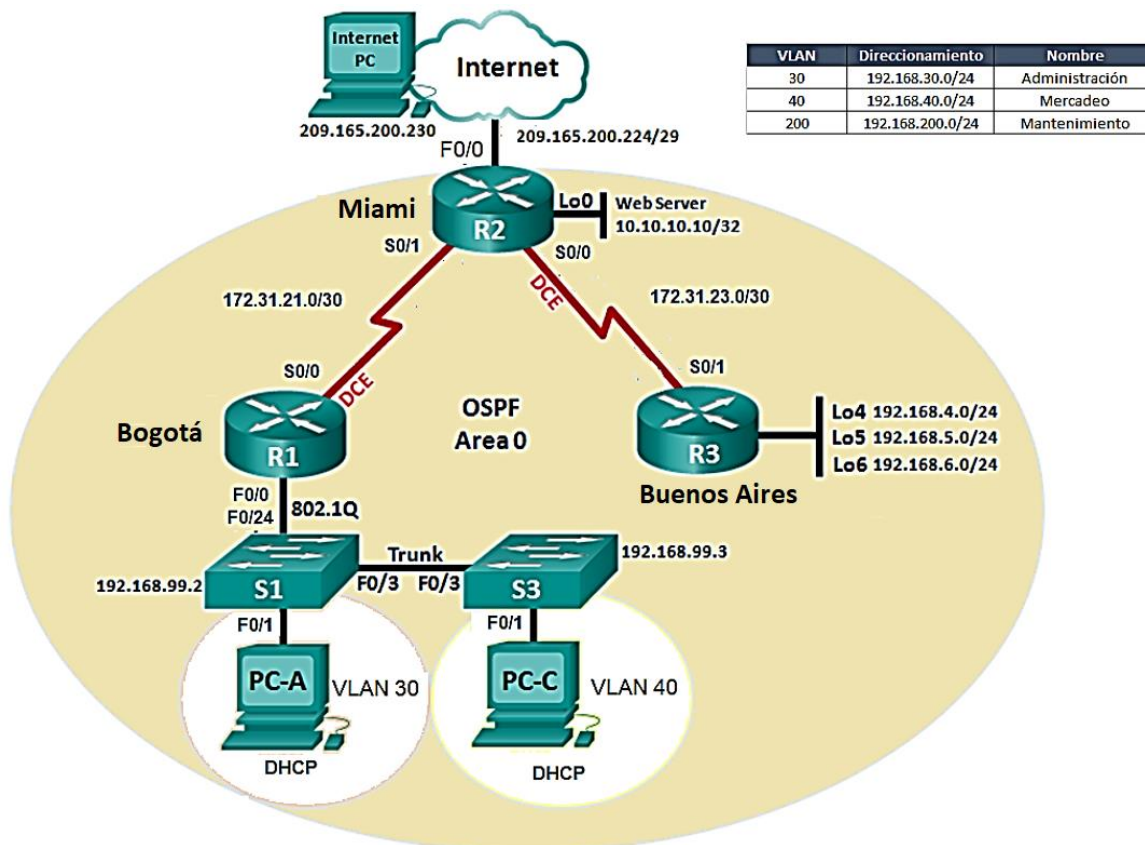 Internet
PC
Internet
209.165.200.230
209.165.200.224/29
F0/0
VLAN Direccionamiento Nombre
30 192.168.30.0/24 Administración
40 192.168.40.0/24 Mercadeo
200 192.168.200.0/24 Mantenimiento
Miami
R2
Lo0
Web Server
10.10.10.10/32
S0/1
S0/0
DCE
172.31.21.0/30
172.31.23.0/30
S0/0
DCE
S0/1
Bogotá
R1
OSPF
Area 0
R3
Buenos Aires
Lo4 192.168.4.0/24
Lo5 192.168.5.0/24
Lo6 192.168.6.0/24
F0/0
F0/24
802.1Q
192.168.99.2
S1
Trunk
F0/3 F0/3
S3
192.168.99.3
F0/1
F0/1
PC-A
VLAN 30
PC-C
VLAN 40
DHCP
DHCP